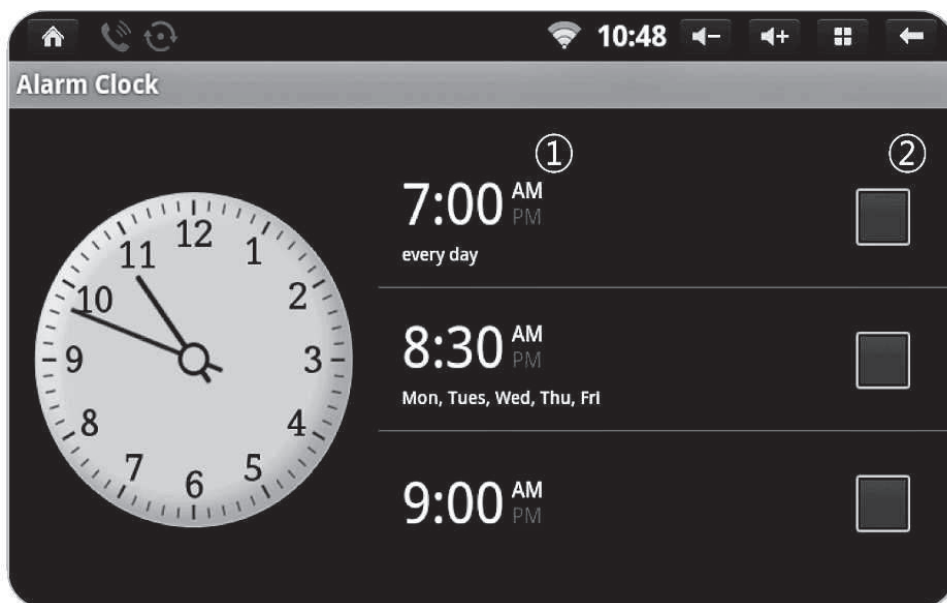 10:48
Alarm Clock
① ②
7:00 AM
PM
every day
8:30 AM
PM
Mon, Tues, Wed, Thu, Fri
9:00 AM
PM
12
11 1
10 2
9 3
8 4
7 5
6